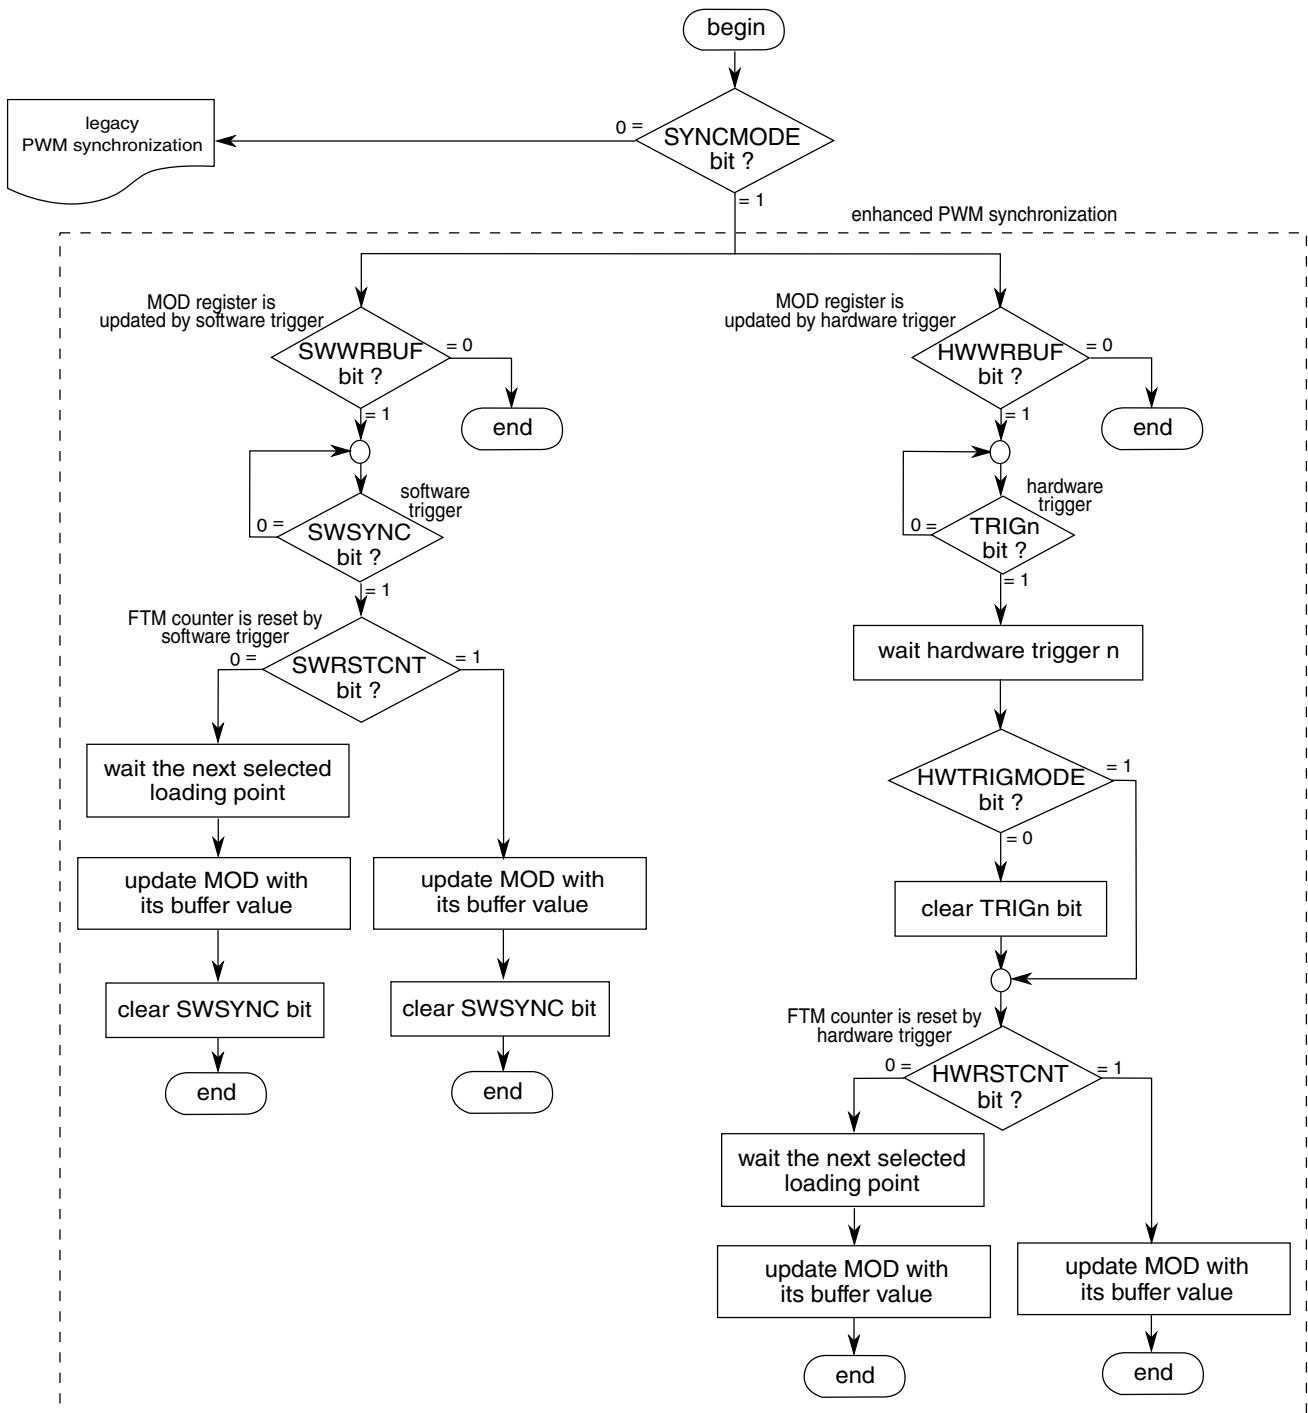 begin
legacy
PWM synchronization
0 =
SYNCMODE
bit ?
= 1
enhanced PWM synchronization
MOD register is
updated by software trigger
SWWRBUF
bit ?
= 0
= 1
end
software
trigger
0 =
SWSYNC
bit ?
= 1
FTM counter is reset by
software trigger
0 =
SWRSTCNT
bit ?
= 1
wait the next selected
loading point
update MOD with
its buffer value
clear SWSYNC bit
end
update MOD with
its buffer value
clear SWSYNC bit
end
MOD register is
updated by hardware trigger
HWWRBUF
bit ?
= 0
= 1
end
hardware
trigger
0 =
TRIGn
bit ?
= 1
wait hardware trigger n
HWTRIGMODE
bit ?
= 1
= 0
clear TRIGn bit
FTM counter is reset by
hardware trigger
0 =
HWRSTCNT
bit ?
= 1
wait the next selected
loading point
update MOD with
its buffer value
end
update MOD with
its buffer value
end